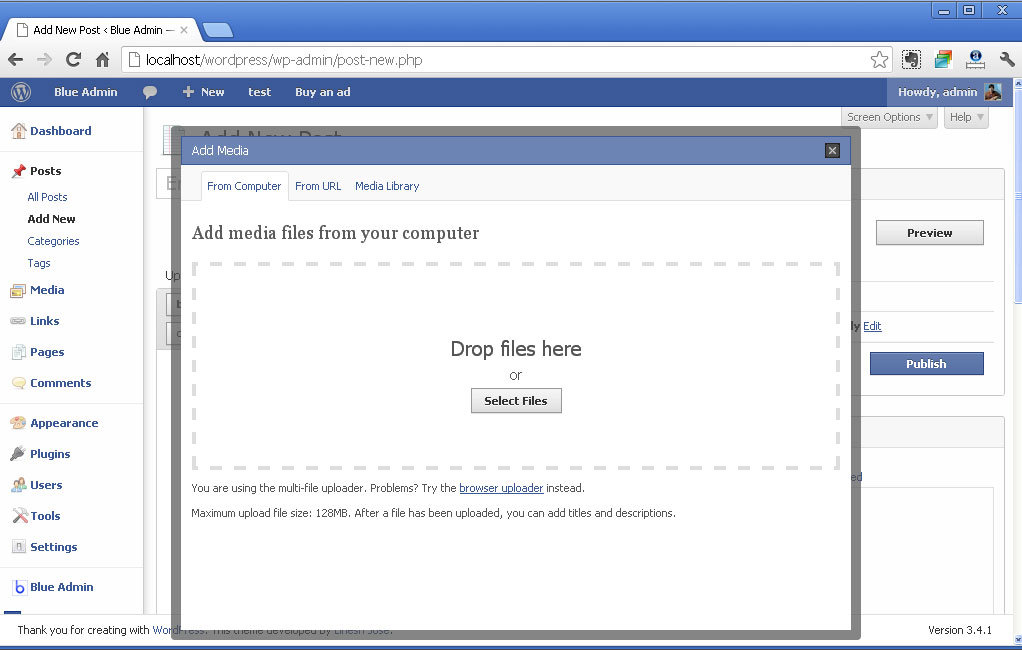 Add New Post ‹ Blue Admin —
localhost/wordpress/wp-admin/post-new.php
Blue Admin New test Buy an ad Howdy, admin
Screen Options Help
Dashboard
Posts
All Posts
Add New
Categories
Tags
Media
Links
Pages
Comments
Appearance
Plugins
Users
Tools
Settings
Blue Admin
Add New Post
Add Media
From Computer From URL Media Library
Add media files from your computer
Drop files here
or
Select Files
You are using the multi-file uploader. Problems? Try the browser uploader instead.
Maximum upload file size: 128MB. After a file has been uploaded, you can add titles and descriptions.
Preview
Edit
Publish
Thank you for creating with WordPress. This theme developed by Linesh Jose.
Version 3.4.1